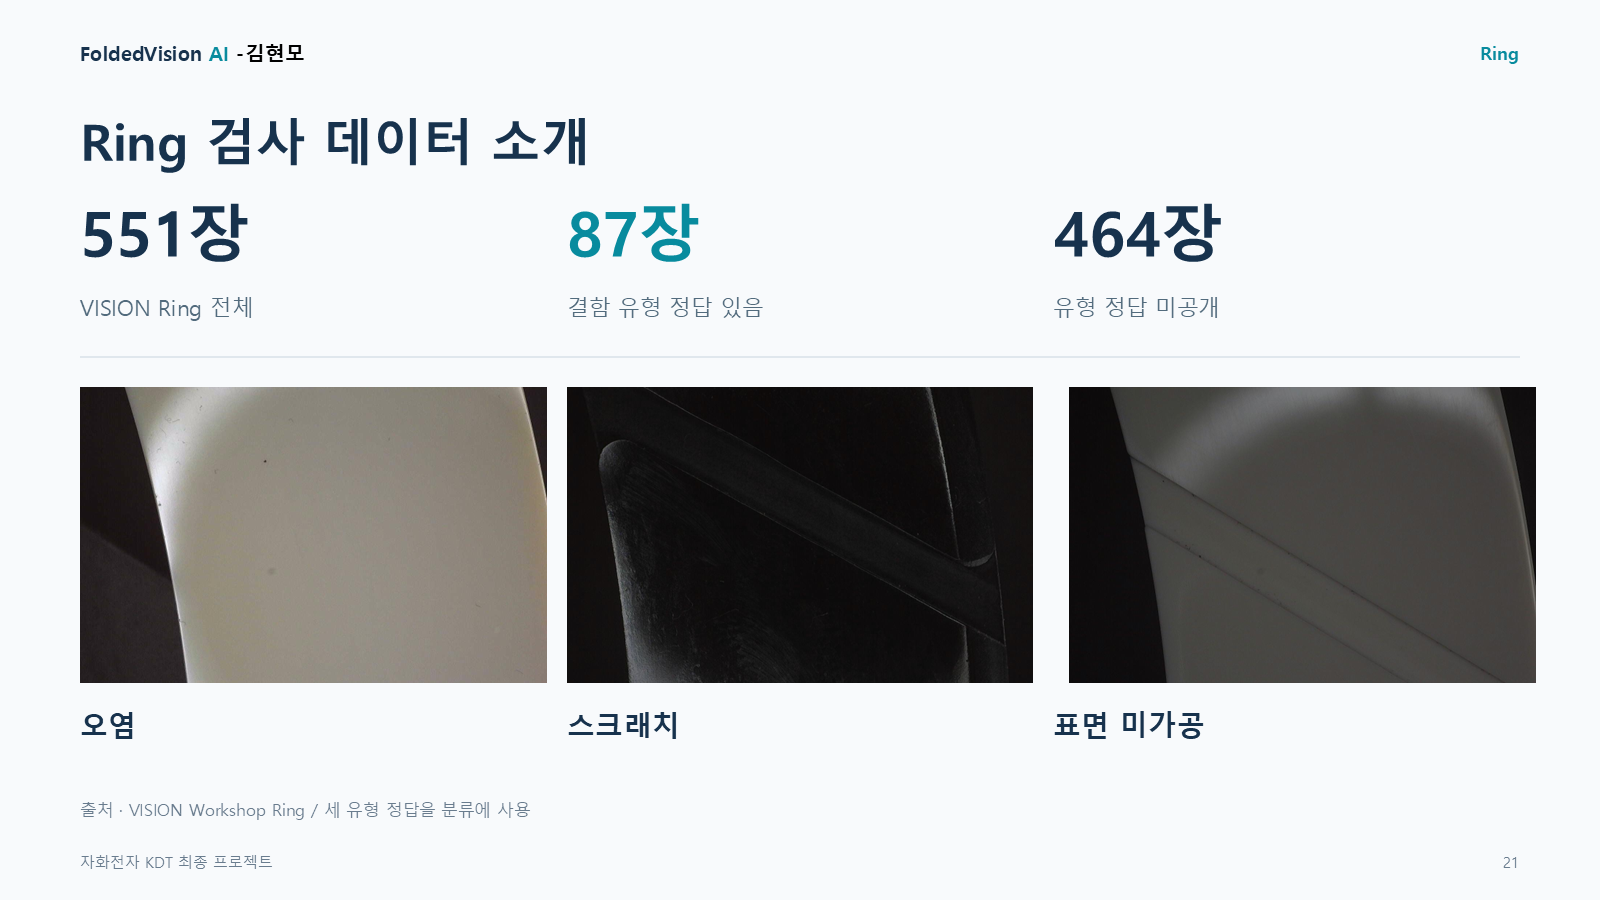 FoldedVision AI -김현모
Ring
Ring 검사 데이터 소개
551장
87장
464장
VISION Ring 전체
결함 유형 정답 있음
유형 정답 미공개
오염
스크래치
표면 미가공
출처 · VISION Workshop Ring / 세 유형 정답을 분류에 사용
자화전자 KDT 최종 프로젝트
21